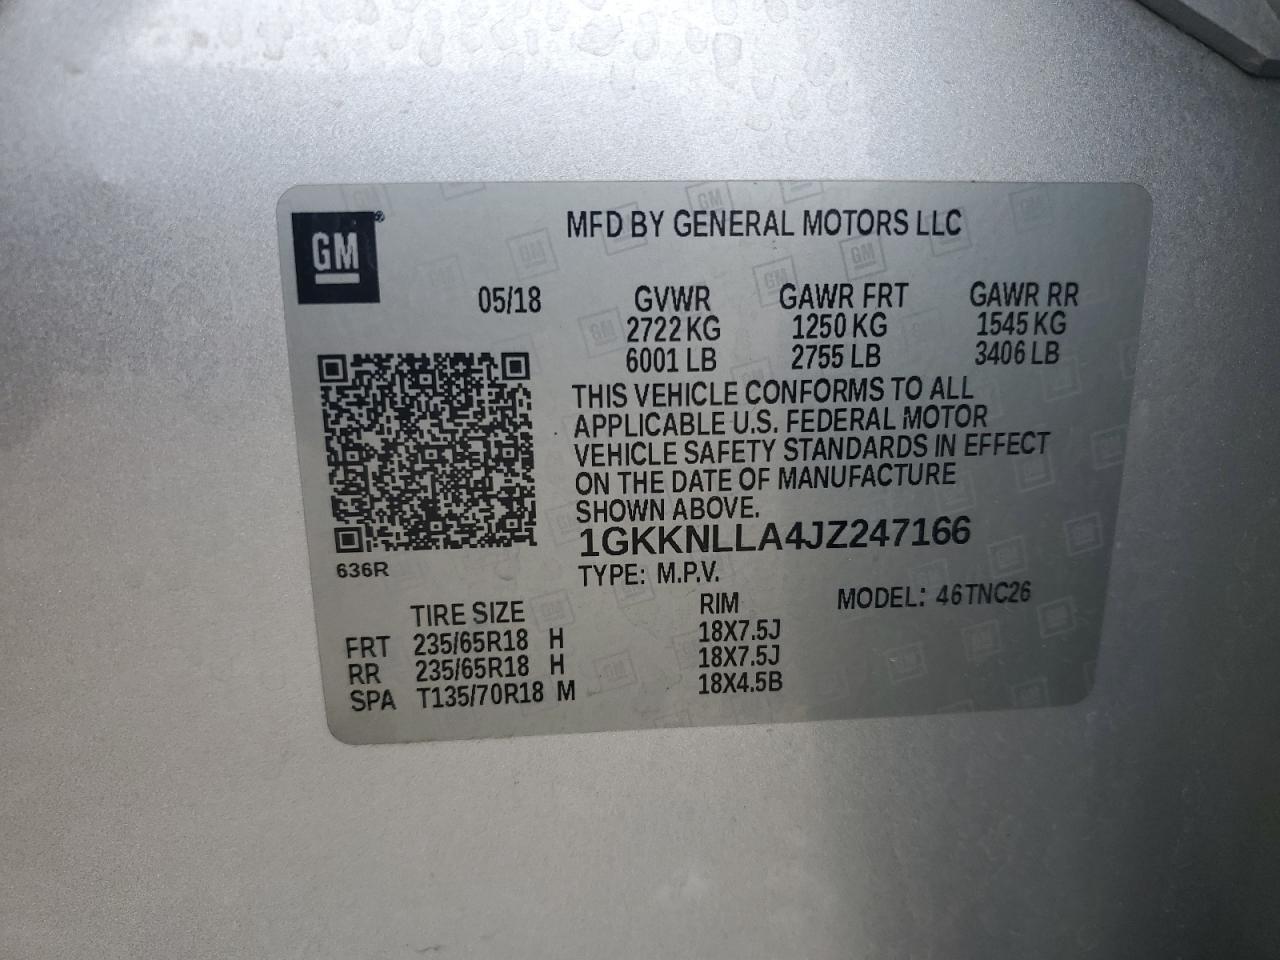 MFD BY GENERAL MOTORS LLC
GM®
05/18 GVWR GAWR FRT GAWR RR
2722 KG 1250 KG 1545 KG
6001 LB 2755 LB 3406 LB
THIS VEHICLE CONFORMS TO ALL
APPLICABLE U.S. FEDERAL MOTOR
VEHICLE SAFETY STANDARDS IN EFFECT
ON THE DATE OF MANUFACTURE
SHOWN ABOVE.
1GKKNLLA4JZ247166
636R
TYPE: M.P.V.
MODEL: 46TNC26
TIRE SIZE RIM
FRT 235/65R18 H 18X7.5J
RR 235/65R18 H 18X7.5J
SPA T135/70R18 M 18X4.5B